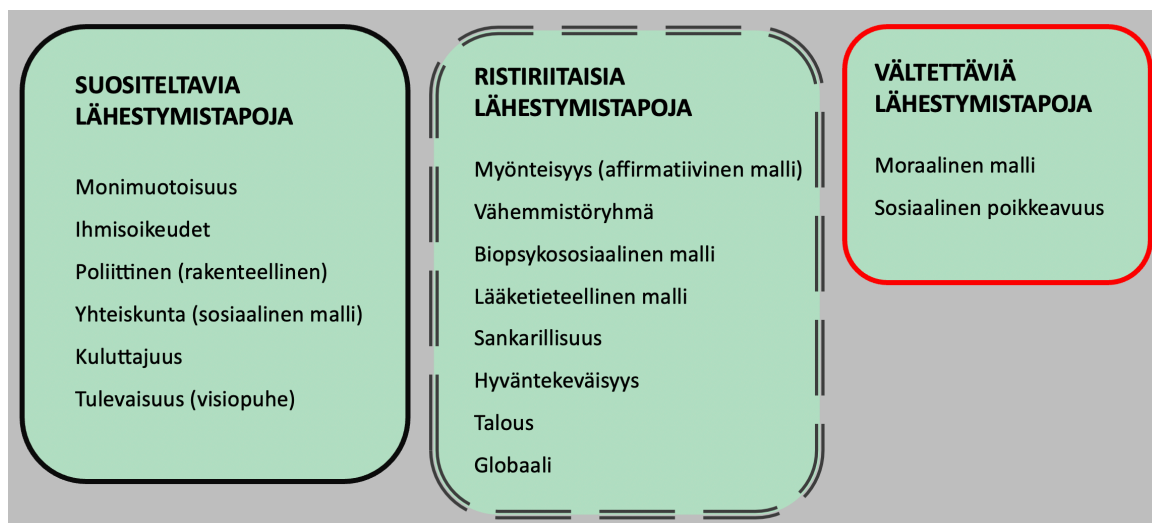 SUOSITELTAVIA
LÄHESTYMISTAPOJA
Monimuotoisuus
Ihmisoikeudet
Poliittinen (rakenteellinen)
Yhteiskunta (sosiaalinen malli)
Kuluttajuus
Tulevaisuus (visiopuhe)
RISTIRIITAISIA
LÄHESTYMISTAPOJA
Myönteisyys (affirmatiivinen malli)
Vähemmistöryhmä
Biopsykososiaalinen malli
Lääketieteellinen malli
Sankarillisuus
Hyväntekeväisyys
Talous
Globaali
VÄLTETTÄVIÄ
LÄHESTYMISTAPOJA
Moraalinen malli
Sosiaalinen poikkeavuus